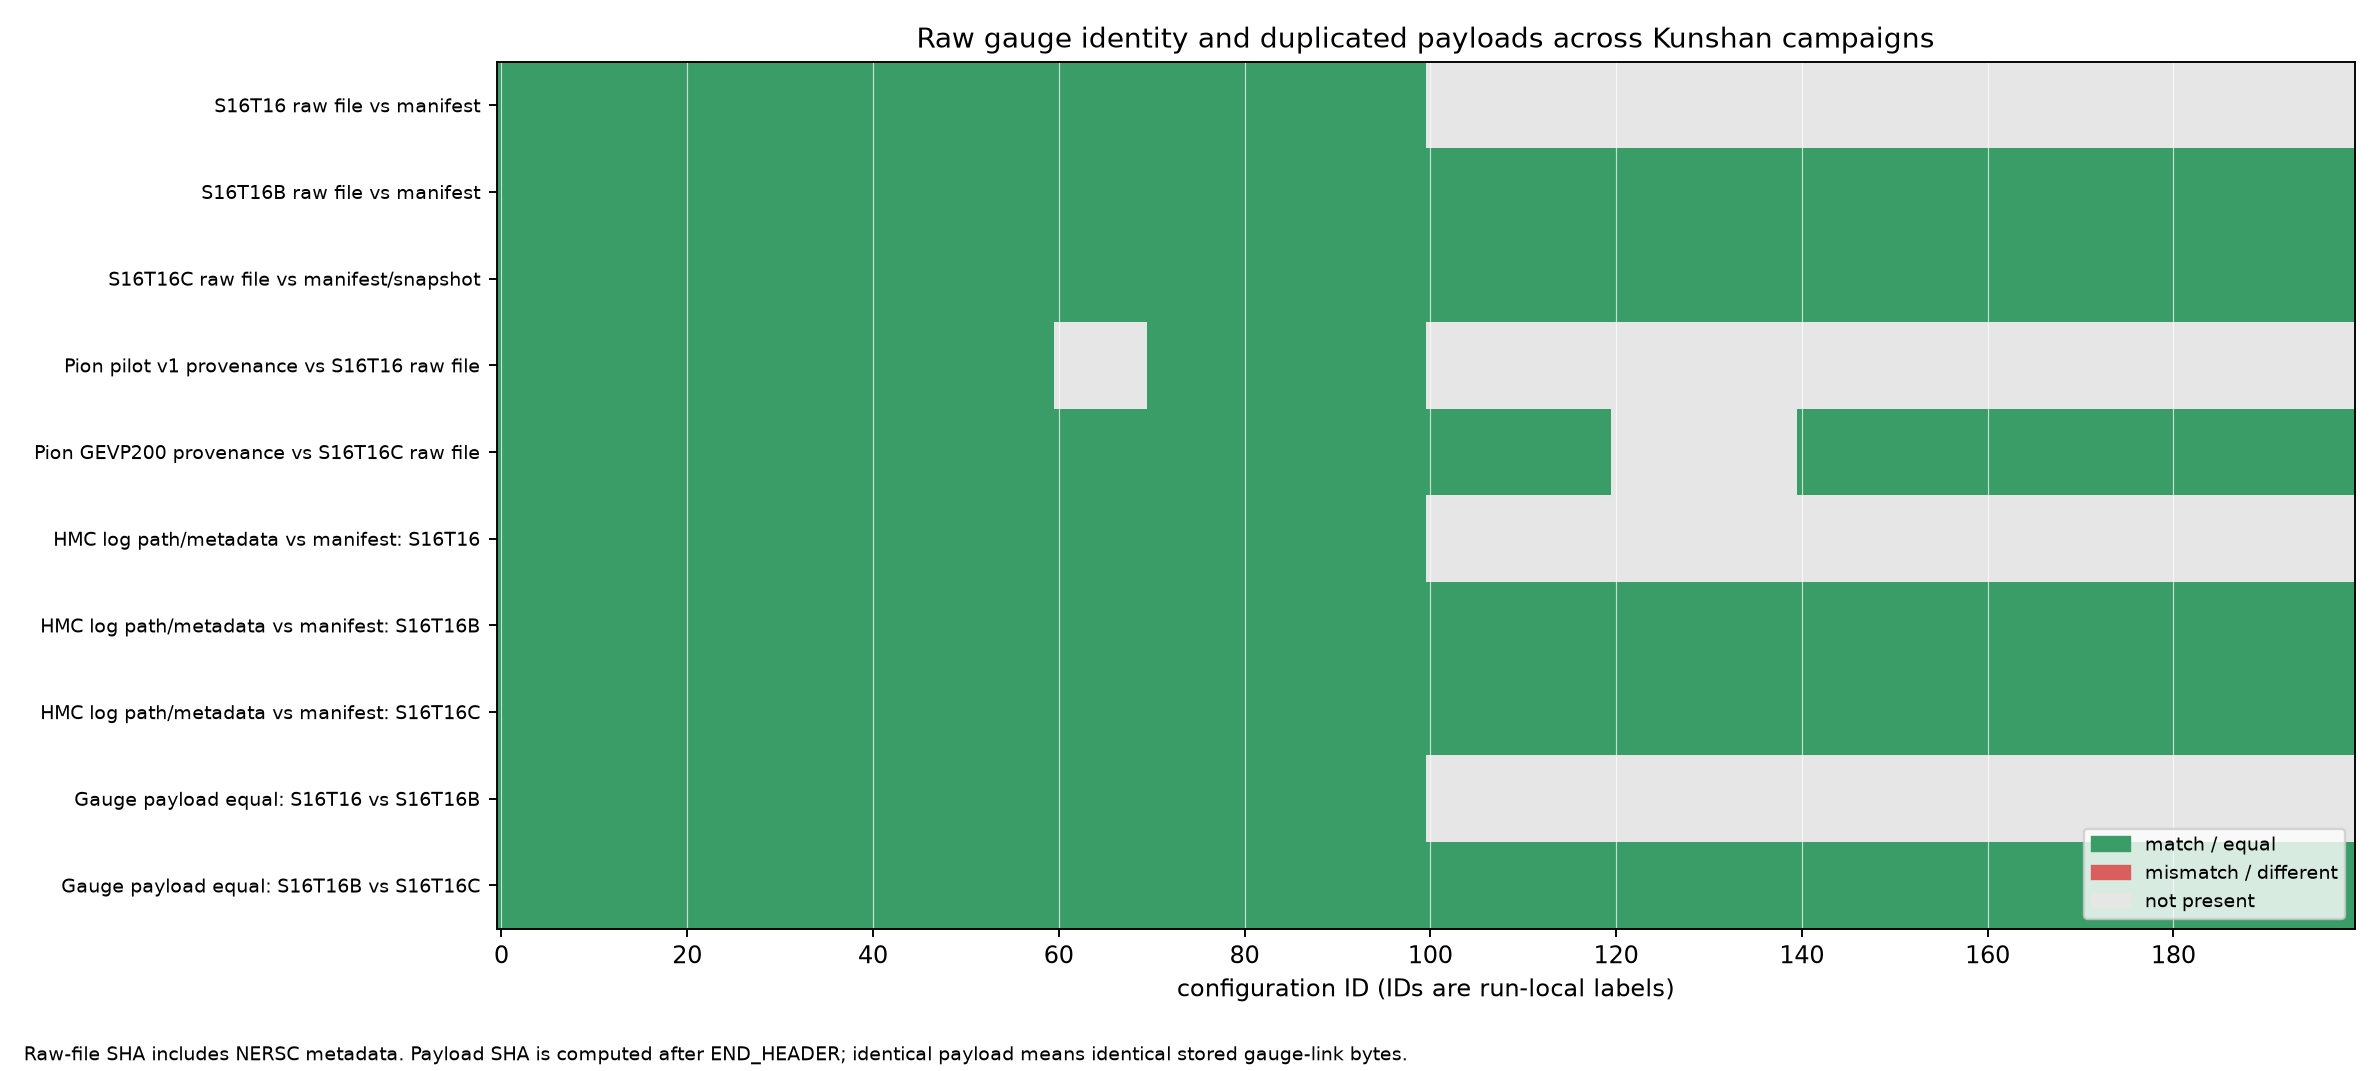 Raw gauge identity and duplicated payloads across Kunshan campaigns
S16T16 raw file vs manifest
S16T16B raw file vs manifest
S16T16C raw file vs manifest/snapshot
Pion pilot v1 provenance vs S16T16 raw file
Pion GEVP200 provenance vs S16T16C raw file
HMC log path/metadata vs manifest: S16T16
HMC log path/metadata vs manifest: S16T16B
HMC log path/metadata vs manifest: S16T16C
Gauge payload equal: S16T16 vs S16T16B
Gauge payload equal: S16T16B vs S16T16C
match / equal
mismatch / different
not present
0 20 40 60 80 100 120 140 160 180
configuration ID (IDs are run-local labels)
Raw-file SHA includes NERSC metadata. Payload SHA is computed after END_HEADER; identical payload means identical stored gauge-link bytes.